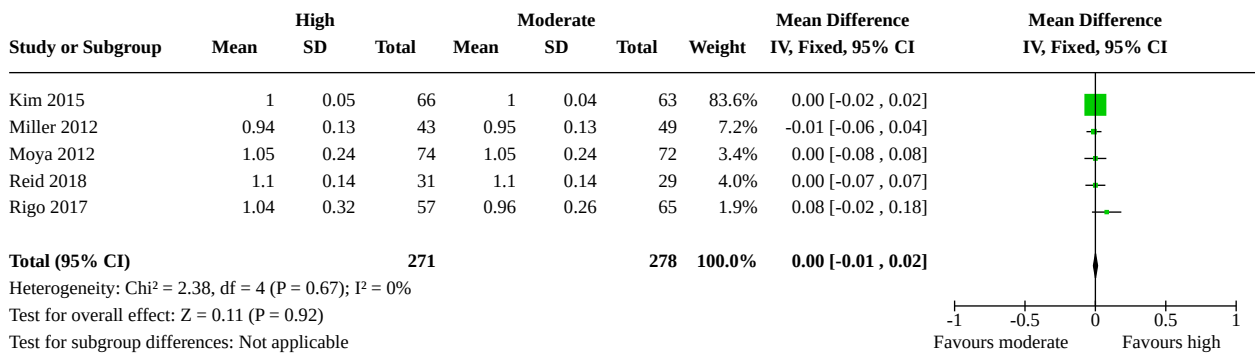 High Moderate Mean Difference Mean Difference
Study or Subgroup Mean SD Total Mean SD Total Weight IV, Fixed, 95% CI IV, Fixed, 95% CI
Kim 2015 1 0.05 66 1 0.04 63 83.6% 0.00 [-0.02 , 0.02]
Miller 2012 0.94 0.13 43 0.95 0.13 49 7.2% -0.01 [-0.06 , 0.04]
Moya 2012 1.05 0.24 74 1.05 0.24 72 3.4% 0.00 [-0.08 , 0.08]
Reid 2018 1.1 0.14 31 1.1 0.14 29 4.0% 0.00 [-0.07 , 0.07]
Rigo 2017 1.04 0.32 57 0.96 0.26 65 1.9% 0.08 [-0.02 , 0.18]
Total (95% CI) 271 278 100.0% 0.00 [-0.01 , 0.02]
Heterogeneity: Chi² = 2.38, df = 4 (P = 0.67); I² = 0%
Test for overall effect: Z = 0.11 (P = 0.92)
Test for subgroup differences: Not applicable
-1 -0.5 0 0.5 1
Favours moderate Favours high